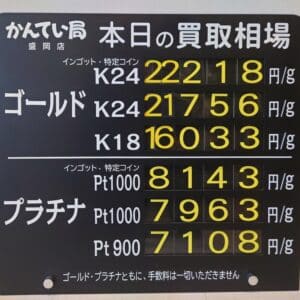 かんてい局
盛岡店
本日の買取相場
インゴット・特定コイン
K24 22218円/g
ゴールド K24 21756円/g
K18 16033円/g
インゴット・特定コイン
Pt1000 8143円/g
プラチナ Pt1000 7963円/g
Pt900 7108円/g
ゴールド・プラチナともに、手数料は一切いただきません